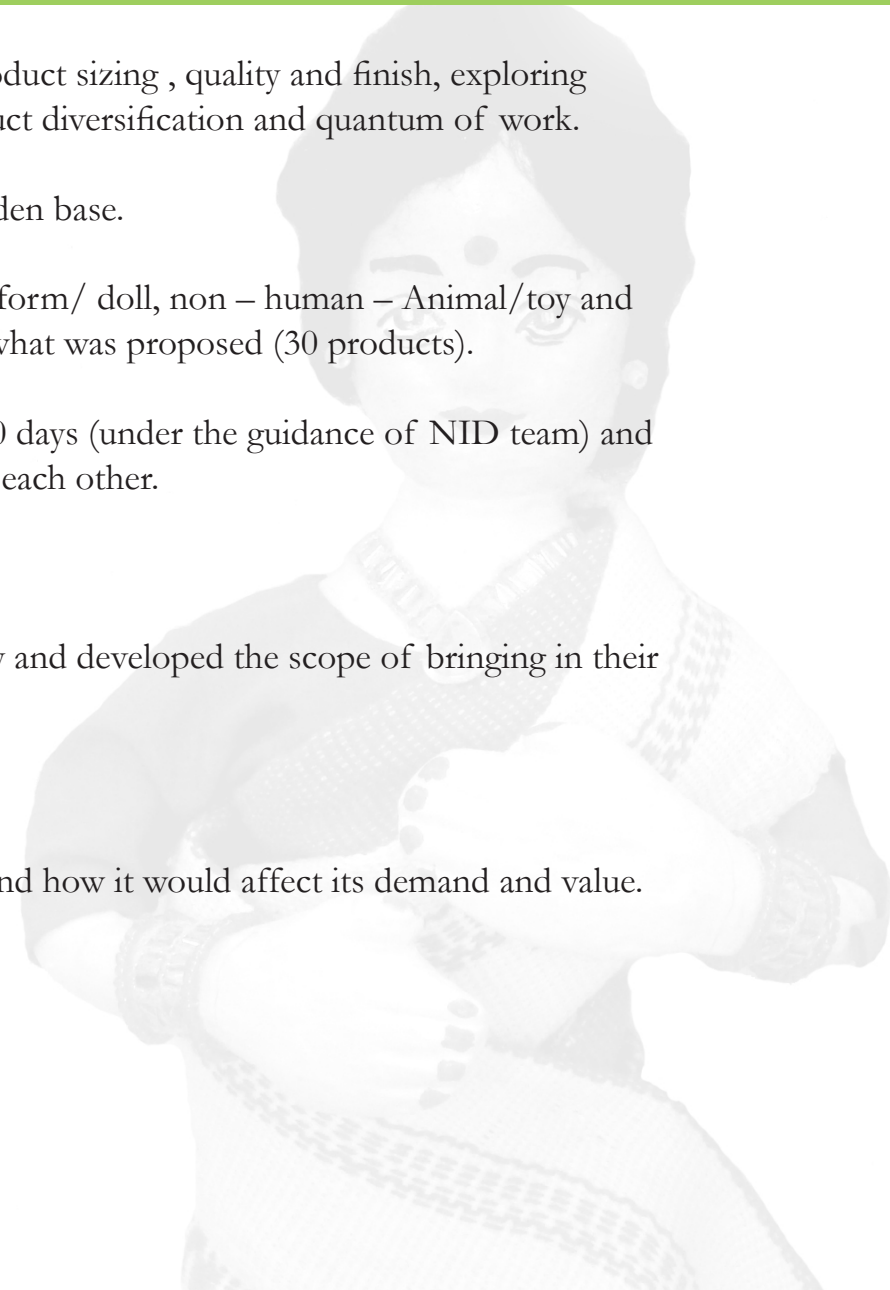 oduct sizing , quality and finish, exploring
uct diversification and quantum of work.
den base.
form/ doll, non – human – Animal/toy and
what was proposed (30 products).
0 days (under the guidance of NID team) and
each other.
y and developed the scope of bringing in their
nd how it would affect its demand and value.